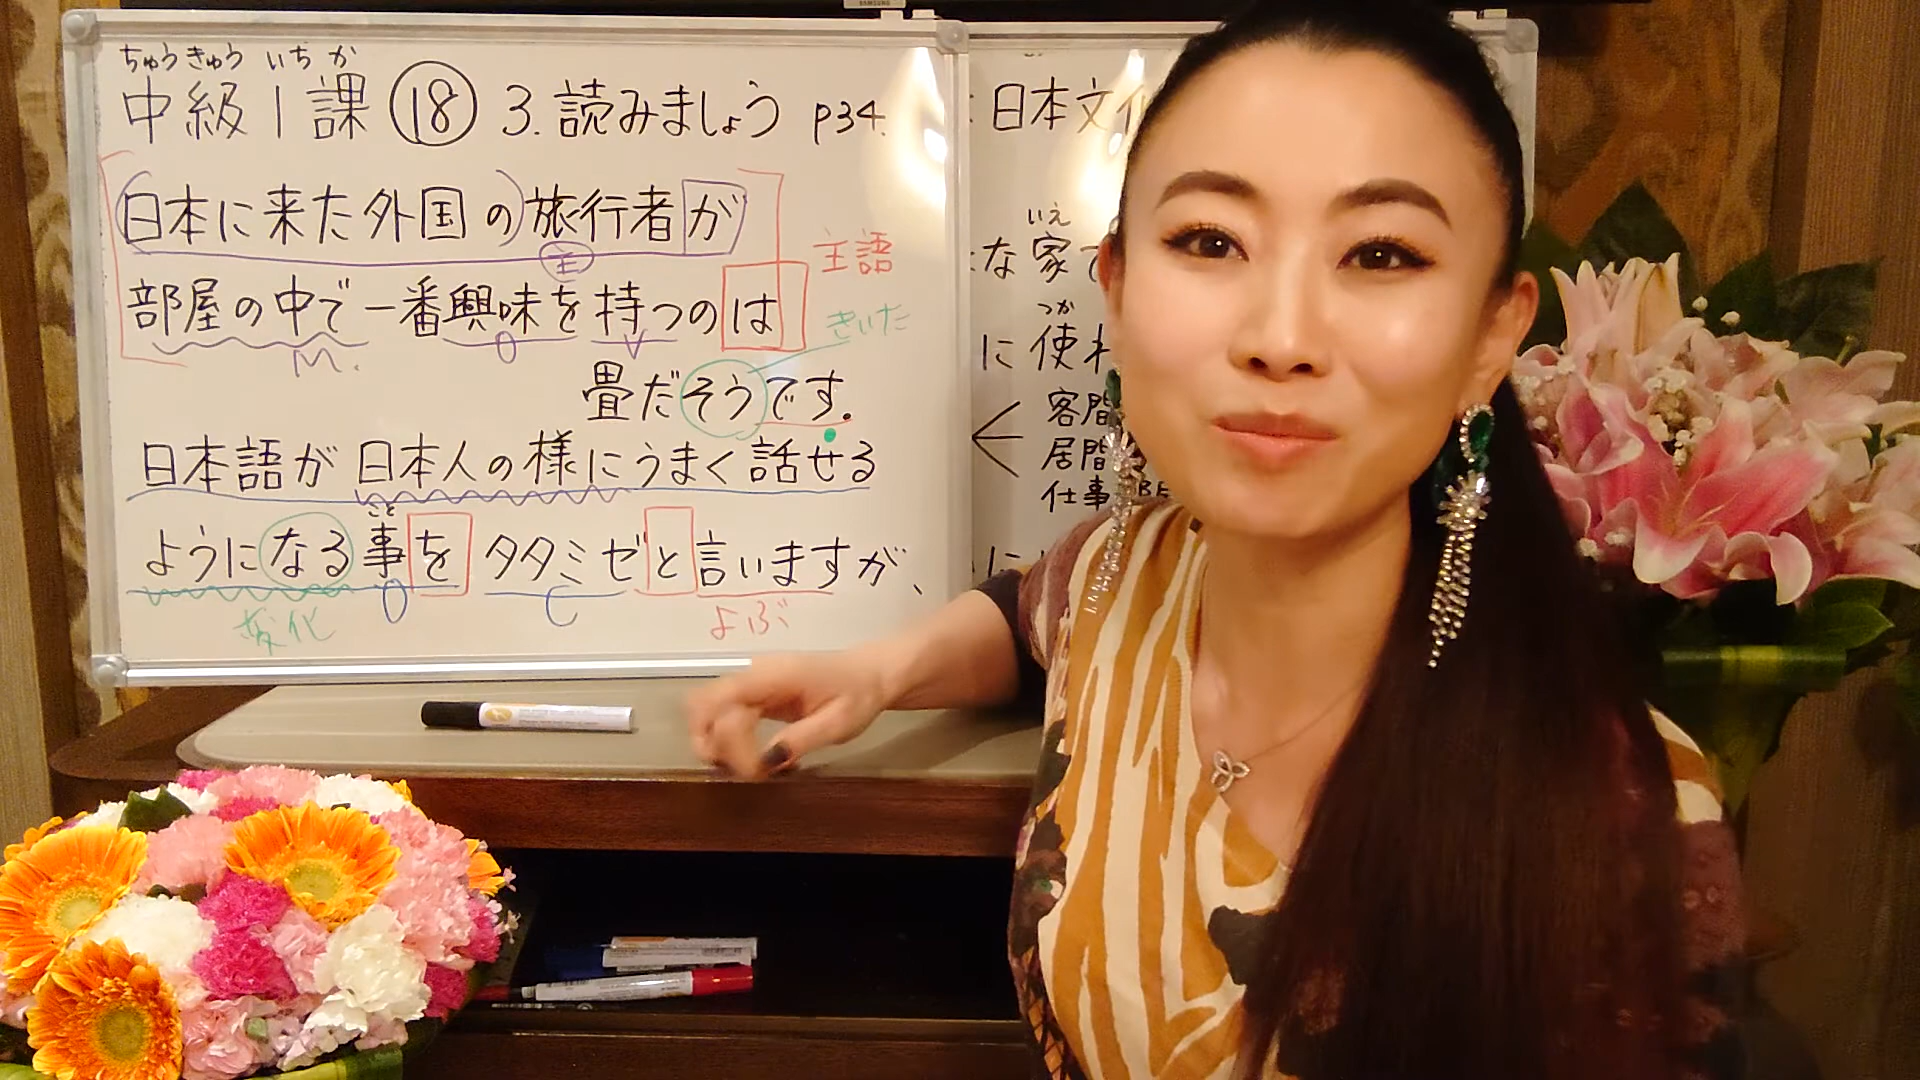 SAMSUNG
ちゅうきゅう いち か
中級1課 ⑱ 3.読みましょう p34.
(日本に来た外国の)旅行者が
主
部屋の中で一番興味を持つのは
主語
M. O V
きいた
畳だそうです。
日本語が日本人の様にうまく話せる
こと
ようになる事をタタミゼと言いますが、
変化 O C よぶ
日本文
いえ
な家
つか
に使わ
客間
居間
仕事
に